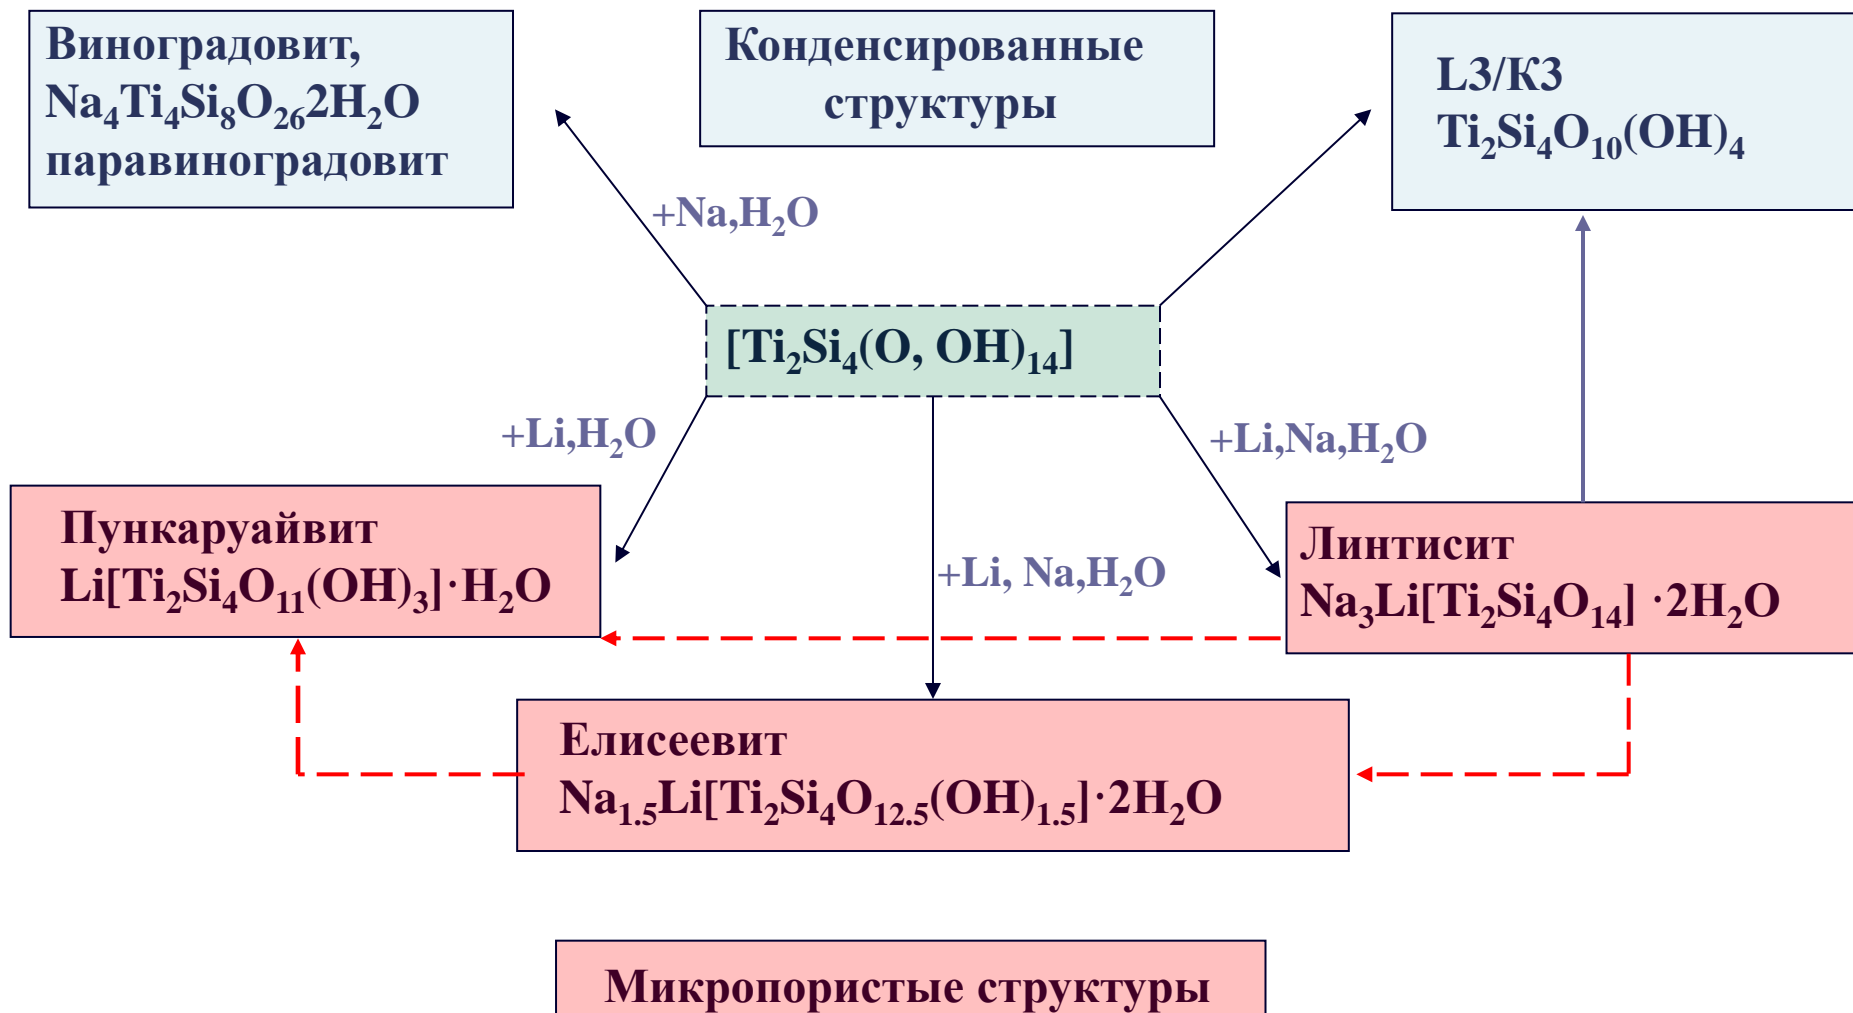 Виноградовит,
Na₄Ti₄Si₈O₂₆2H₂O
паравиноградовит
Конденсированные
структуры
L3/К3
Ti₂Si₄O₁₀(OH)₄
+Na,H₂O
[Ti₂Si₄(O, OH)₁₄]
+Li,H₂O
+Li,Na,H₂O
+Li, Na,H₂O
Пункаруайвит
Li[Ti₂Si₄O₁₁(OH)₃]·H₂O
Линтисит
Na₃Li[Ti₂Si₄O₁₄] ·2H₂O
Елисеевит
Na₁.₅Li[Ti₂Si₄O₁₂.₅(OH)₁.₅]·2H₂O
Микропористые структуры